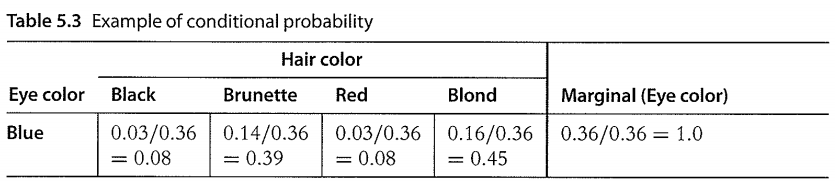 Table 5.3 Example of conditional probability
Hair color
Eye color Black Brunette Red Blond Marginal (Eye color)
Blue 0.03/0.36 0.14/0.36 0.03/0.36 0.16/0.36 0.36/0.36 = 1.0
= 0.08 = 0.39 = 0.08 = 0.45